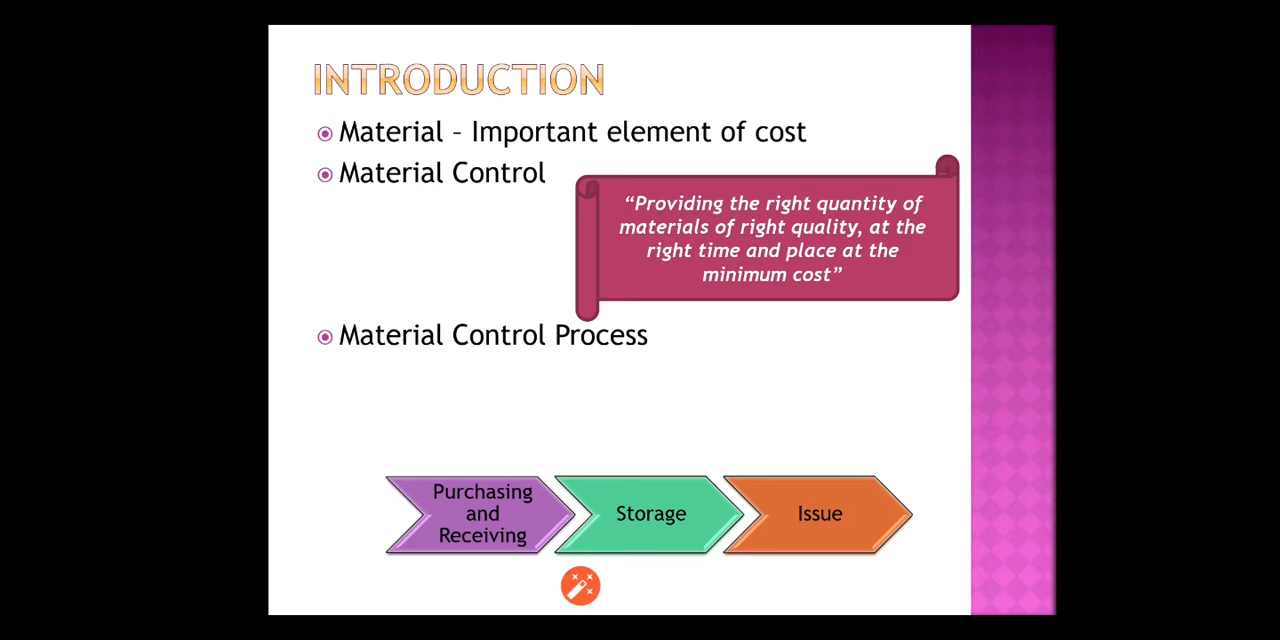 INTRODUCTION
Material – Important element of cost
Material Control
“Providing the right quantity of
materials of right quality, at the
right time and place at the
minimum cost”
Material Control Process
Purchasing
and
Receiving
Storage
Issue